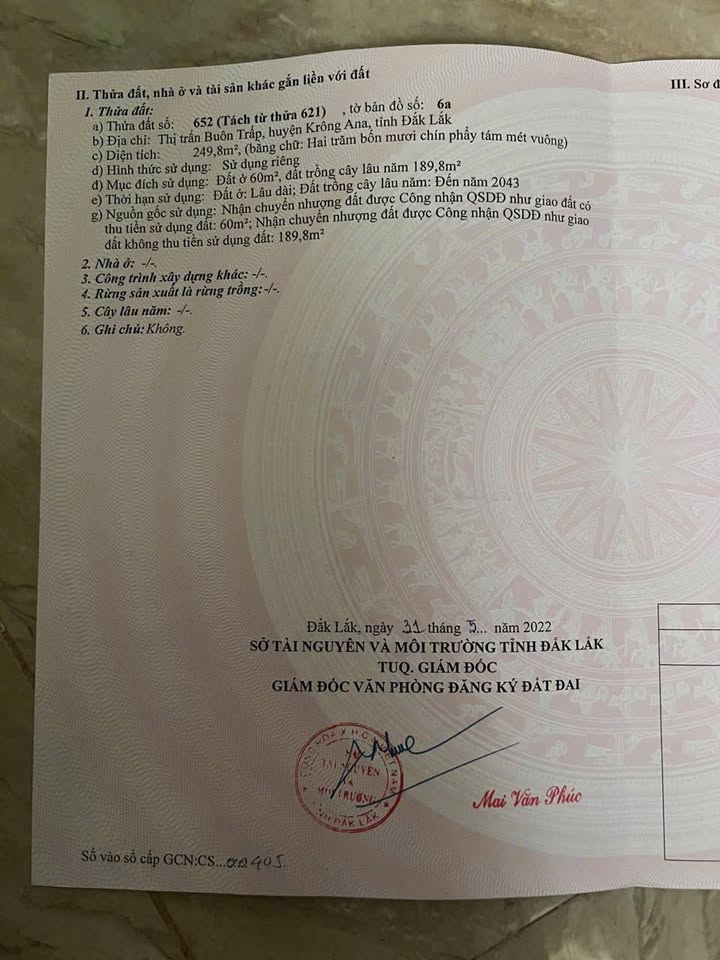 II. Thửa đất, nhà ở và tài sản khác gắn liền với đất
III. Sơ đ
1. Thửa đất:
a) Thửa đất số: 652 (Tách từ thửa 621) , tờ bản đồ số: 6a
b) Địa chỉ: Thị trấn Buôn Trấp, huyện Krông Ana, tỉnh Đắk Lắk
c) Diện tích: 249,8m², (bằng chữ: Hai trăm bốn mươi chín phẩy tám mét vuông)
d) Hình thức sử dụng: Sử dụng riêng
đ) Mục đích sử dụng: Đất ở 60m², đất trồng cây lâu năm 189,8m²
e) Thời hạn sử dụng: Đất ở: Lâu dài; Đất trồng cây lâu năm: Đến năm 2043
g) Nguồn gốc sử dụng: Nhận chuyển nhượng đất được Công nhận QSDĐ như giao đất có
thu tiền sử dụng đất: 60m²; Nhận chuyển nhượng đất được Công nhận QSDĐ như giao
đất không thu tiền sử dụng đất: 189,8m²
2. Nhà ở: -/-.
3. Công trình xây dựng khác: -/-.
4. Rừng sản xuất là rừng trồng: -/-.
5. Cây lâu năm: -/-.
6. Ghi chú: Không.
Đắk Lắk, ngày 31 tháng 5... năm 2022
SỞ TÀI NGUYÊN VÀ MÔI TRƯỜNG TỈNH ĐẮK LẮK
TUQ. GIÁM ĐỐC
GIÁM ĐỐC VĂN PHÒNG ĐĂNG KÝ ĐẤT ĐAI
SỞ
TÀI NGUYÊN
VÀ
MÔI TRƯỜNG
TỈNH ĐẮK LẮK
Mai Văn Phúc
Số vào sổ cấp GCN:CS...02405.